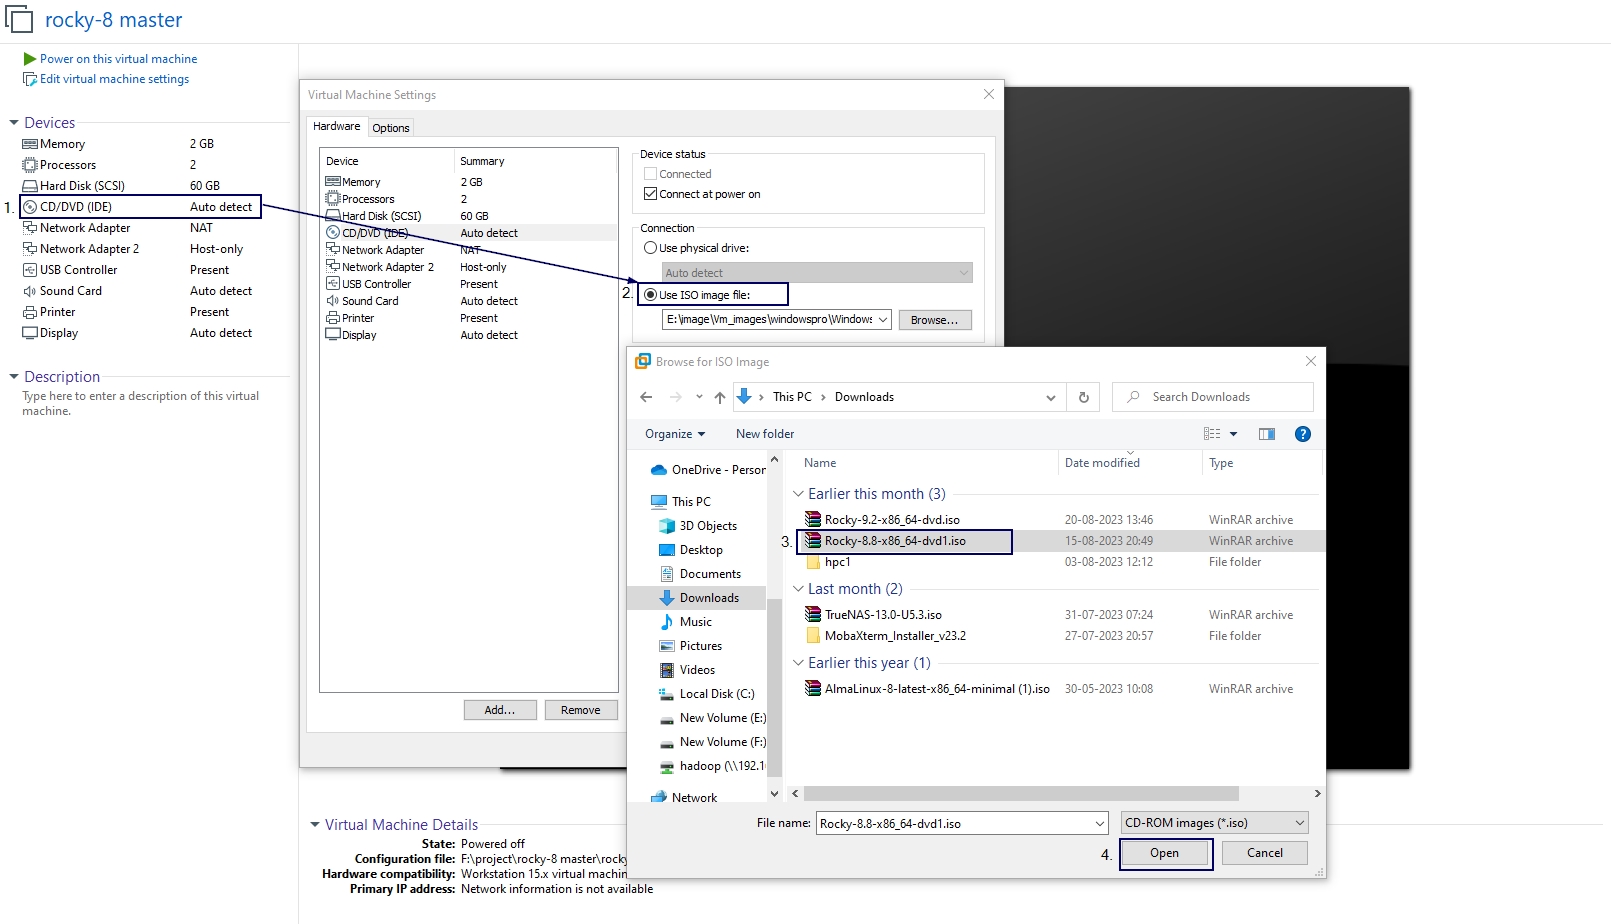 rocky-8 master
Power on this virtual machine
Edit virtual machine settings
Devices
Memory 2 GB
Processors 2
Hard Disk (SCSI) 60 GB
1. CD/DVD (IDE) Auto detect
Network Adapter NAT
Network Adapter 2 Host-only
USB Controller Present
Sound Card Auto detect
Printer Present
Display Auto detect
Description
Type here to enter a description of this virtual
machine.
Virtual Machine Settings
Hardware Options
Device Summary
Memory 2 GB
Processors 2
Hard Disk (SCSI) 60 GB
CD/DVD (IDE) Auto detect
Network Adapter NAT
Network Adapter 2 Host-only
USB Controller Present
Sound Card Auto detect
Printer Present
Display Auto detect
Add... Remove
Device status
Connected
Connect at power on
Connection
Use physical drive:
Auto detect
2. Use ISO image file:
E:\image\Vm_images\windowspro\Windows Browse...
Browse for ISO Image
This PC Downloads Search Downloads
Organize New folder
OneDrive - Person
This PC
3D Objects
Desktop
Documents
Downloads
Music
Pictures
Videos
Local Disk (C:)
New Volume (E:)
New Volume (F:)
hadoop (\\192.1
Network
Name Date modified Type
Earlier this month (3)
Rocky-9.2-x86_64-dvd.iso 20-08-2023 13:46 WinRAR archive
3. Rocky-8.8-x86_64-dvd1.iso 15-08-2023 20:49 WinRAR archive
hpc1 03-08-2023 12:12 File folder
Last month (2)
TrueNAS-13.0-U5.3.iso 31-07-2023 07:24 WinRAR archive
MobaXterm_Installer_v23.2 27-07-2023 20:57 File folder
Earlier this year (1)
AlmaLinux-8-latest-x86_64-minimal (1).iso 30-05-2023 10:08 WinRAR archive
File name: Rocky-8.8-x86_64-dvd1.iso CD-ROM images (*.iso)
4. Open Cancel
Virtual Machine Details
State: Powered off
Configuration file: F:\project\rocky-8 master\rocky
Hardware compatibility: Workstation 15.x virtual machin
Primary IP address: Network information is not available